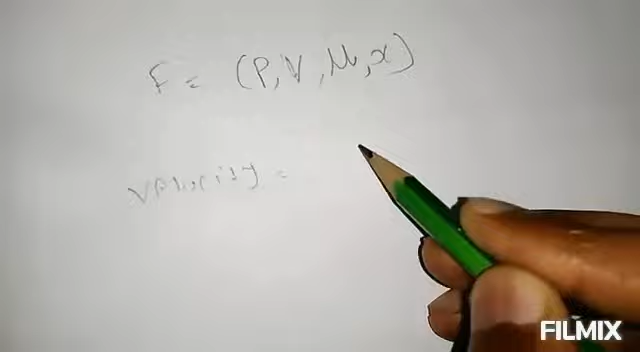 F = (P, V, μ, x)
Velocity =
FILMIX